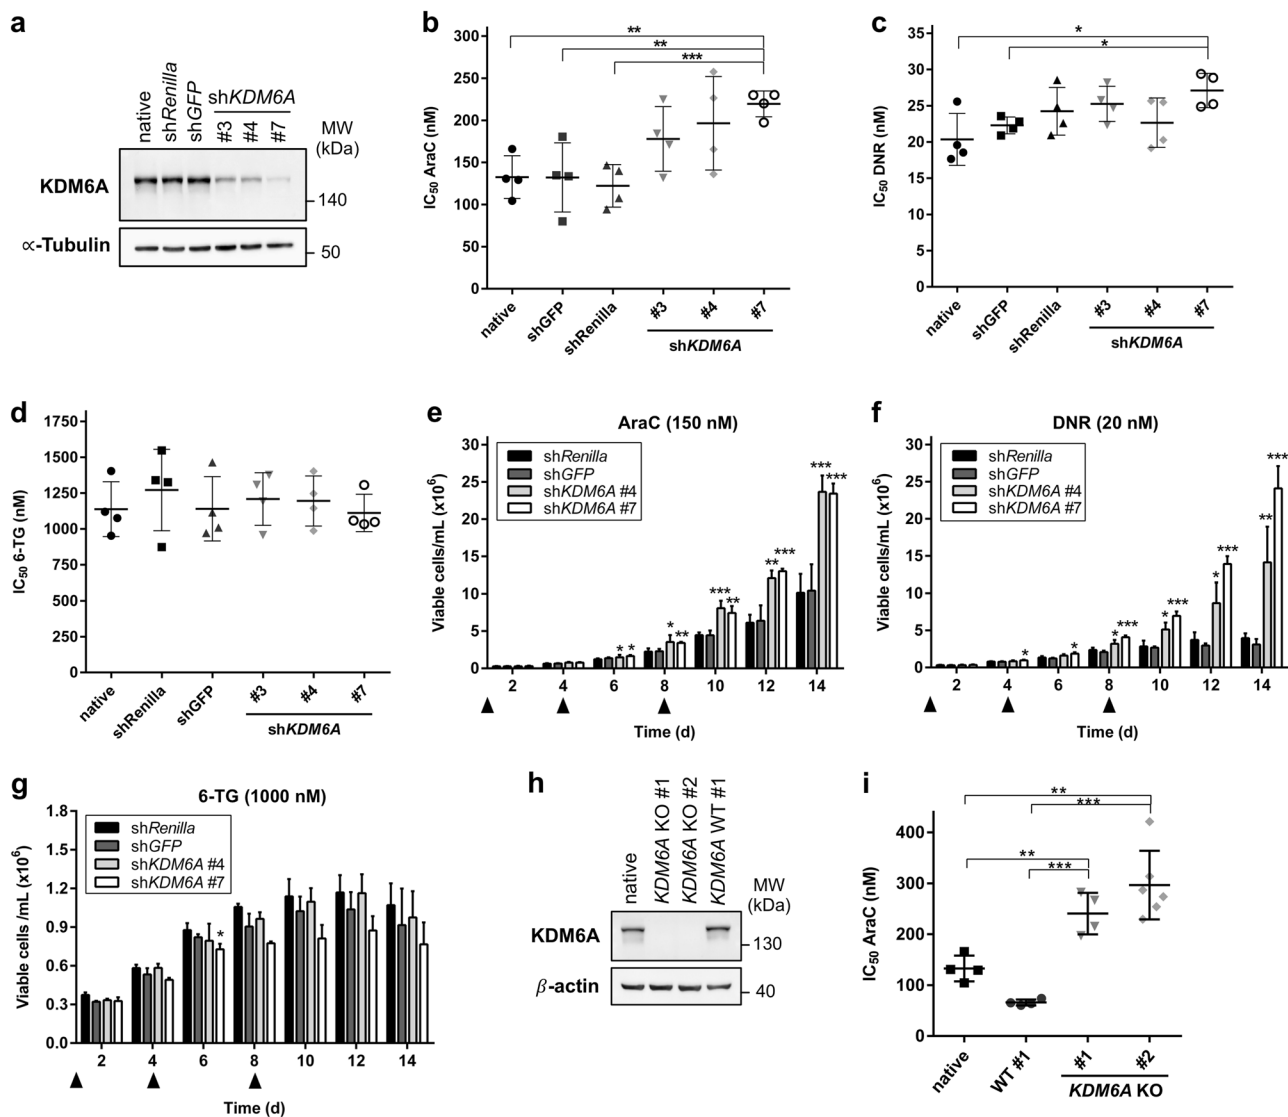 a
native
shRenilla
shGFP
shKDM6A
#3 #4 #7
MW
(kDa)
KDM6A
140
∝-Tubulin
50
b
300
250
200
150
100
50
0
IC50 AraC (nM)
**
**
***
native
shGFP
shRenilla
#3
#4
#7
shKDM6A
c
35
30
25
20
15
10
5
0
IC50 DNR (nM)
*
*
native
shGFP
shRenilla
#3
#4
#7
shKDM6A
d
1750
1500
1250
1000
750
500
250
0
IC50 6-TG (nM)
native
shRenilla
shGFP
#3
#4
#7
shKDM6A
e
AraC (150 nM)
shRenilla
shGFP
shKDM6A #4
shKDM6A #7
30
25
20
15
10
5
0
Viable cells/mL (x10⁶)
* *
* **
*** **
** ***
*** ***
2 4 6 8 10 12 14
Time (d)
f
DNR (20 nM)
shRenilla
shGFP
shKDM6A #4
shKDM6A #7
30
25
20
15
10
5
0
Viable cells/mL (x10⁶)
*
*
* ***
* ***
* ***
** ***
2 4 6 8 10 12 14
Time (d)
g
6-TG (1000 nM)
shRenilla
shGFP
shKDM6A #4
shKDM6A #7
1.8
1.5
1.2
0.9
0.6
0.3
0.0
Viable cells /mL (x10⁶)
*
2 4 6 8 10 12 14
Time (d)
h
native
KDM6A KO #1
KDM6A KO #2
KDM6A WT #1
MW
(kDa)
KDM6A
130
β-actin
40
i
400
300
200
100
0
IC50 AraC (nM)
**
***
**
***
native
WT #1
#1
#2
KDM6A KO